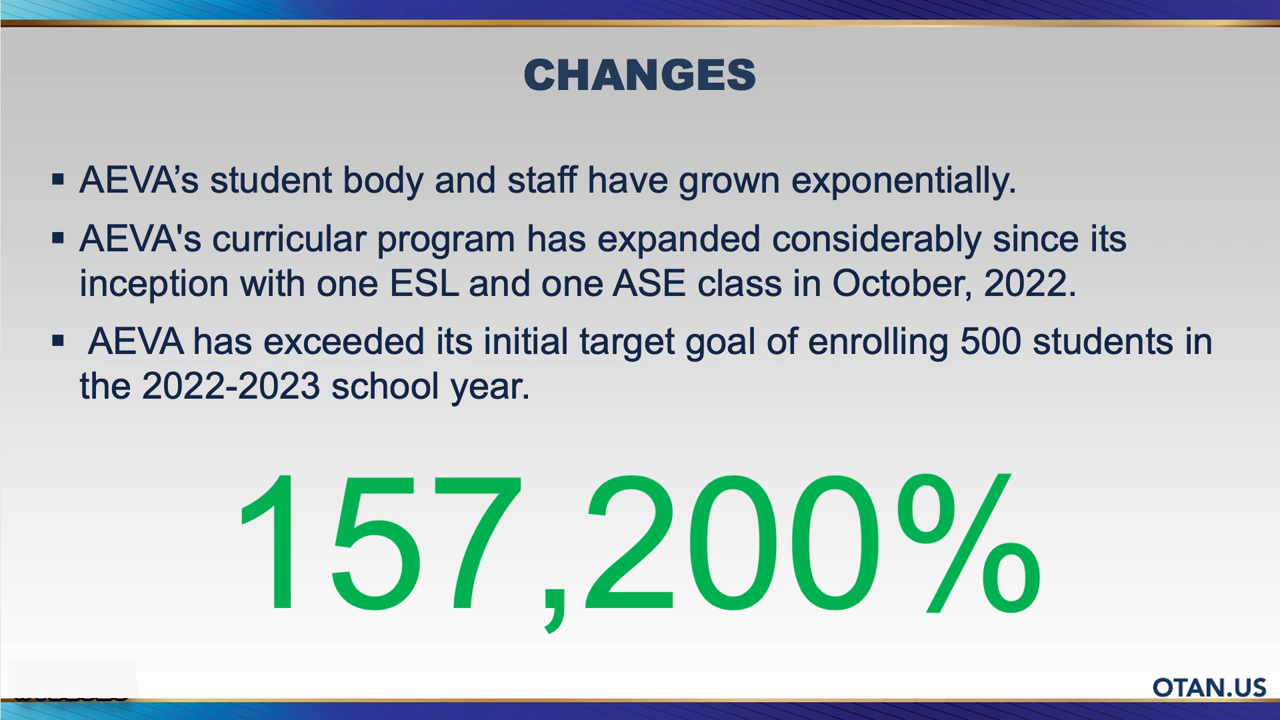 CHANGES
▪ AEVA’s student body and staff have grown exponentially.
▪ AEVA's curricular program has expanded considerably since its
inception with one ESL and one ASE class in October, 2022.
▪ AEVA has exceeded its initial target goal of enrolling 500 students in
the 2022-2023 school year.
157,200%
OTAN.US